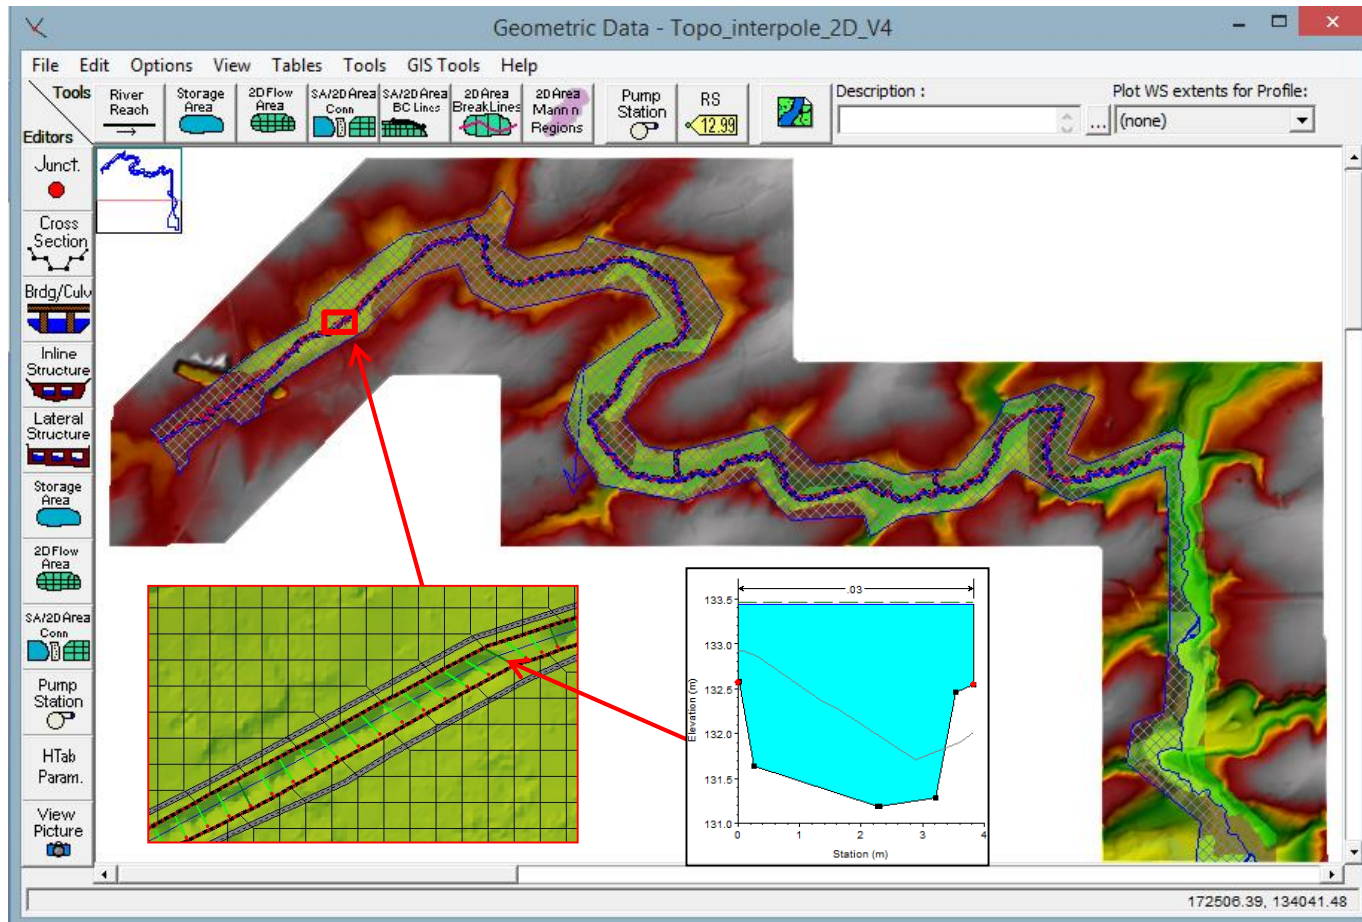 Geometric Data - Topo_interpole_2D_V4
File Edit Options View Tables Tools GIS Tools Help
Tools
Editors
River
Reach
Storage
Area
2D Flow
Area
SA/2D Area
Conn
SA/2D Area
BC Lines
2D Area
BreakLines
2D Area
Mann n
Regions
Pump
Station
RS
12.99
Description :
...
Plot WS extents for Profile:
(none)
Junct.
Cross
Section
Brdg/Culv
Inline
Structure
Lateral
Structure
Storage
Area
2D Flow
Area
SA/2D Area
Conn
Pump
Station
HTab
Param.
View
Picture
.03
133.5
133.0
132.5
132.0
131.5
131.0
Elevation (m)
0 1 2 3 4
Station (m)
172506.39, 134041.48